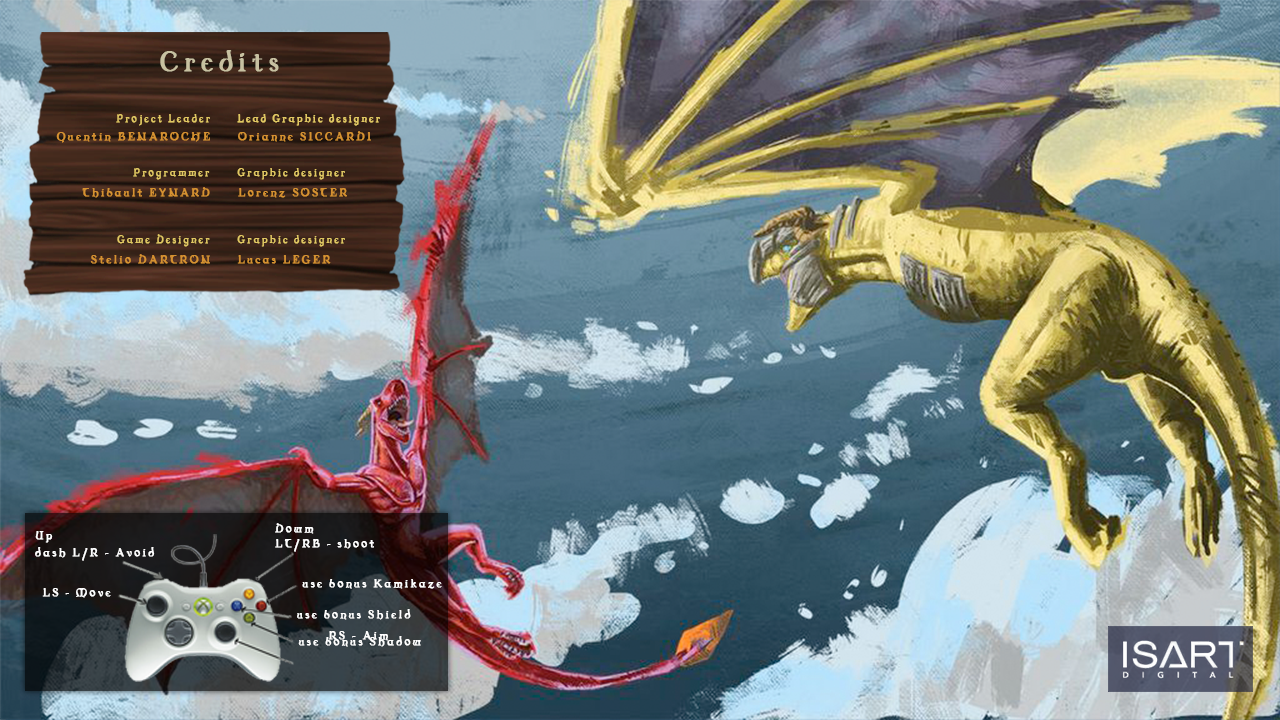 Credits
Project Leader
Quentin BENAROCHE
Lead Graphic designer
Orianne SICCARDI
Programmer
Thibault EYMARD
Graphic designer
Lorenz SOSTER
Game Designer
Stelio DARTRON
Graphic designer
Lucas LEGER
Up
dash L/R - Avoid
Down
LT/RB - shoot
LS - Move
use bonus Kamikaze
use bonus Shield
RS - Aim
use bonus Shadow
ISART
DIGITAL